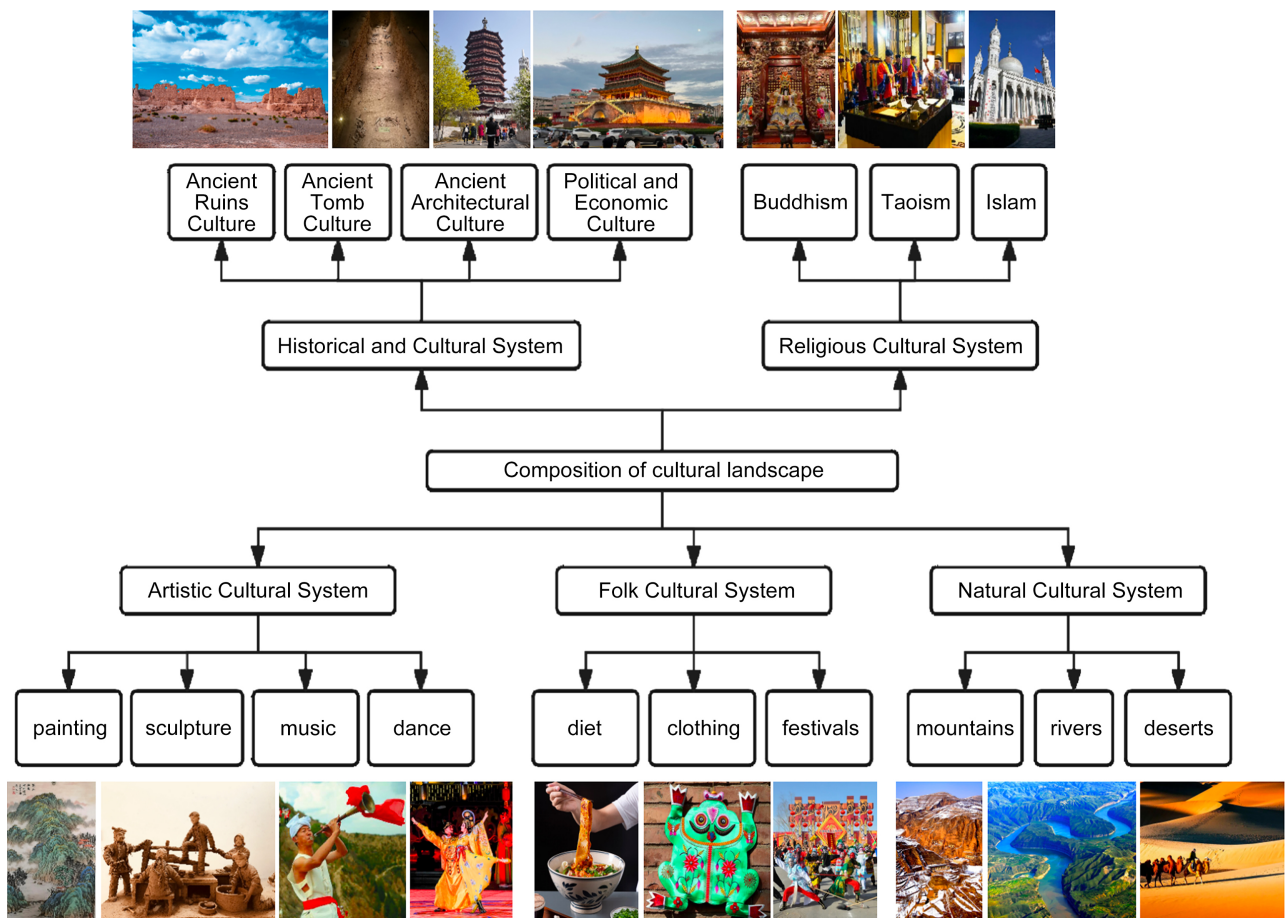 Ancient
Ruins
Culture
Ancient
Tomb
Culture
Ancient
Architectural
Culture
Political and
Economic
Culture
Buddhism
Taoism
Islam
Historical and Cultural System
Religious Cultural System
Composition of cultural landscape
Artistic Cultural System
Folk Cultural System
Natural Cultural System
painting
sculpture
music
dance
diet
clothing
festivals
mountains
rivers
deserts